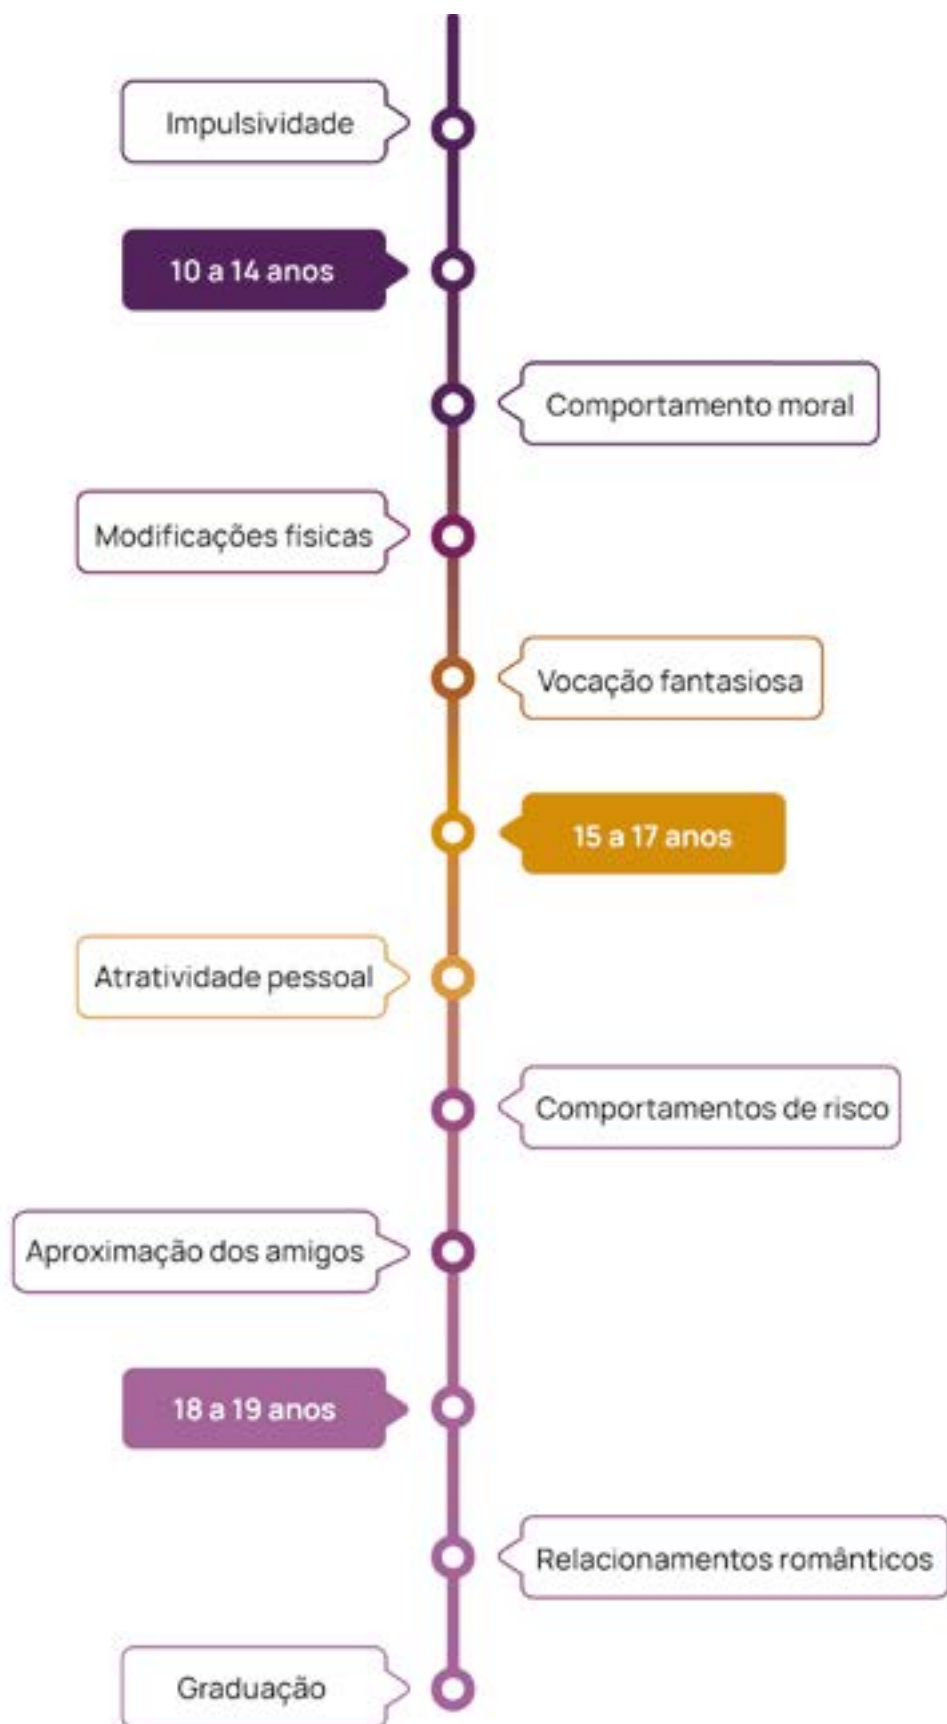 Impulsividade
10 a 14 anos
Comportamento moral
Modificações fisicas
Vocação fantasiosa
15 a 17 anos
Atratividade pessoal
Comportamentos de risco
Aproximação dos amigos
18 a 19 anos
Relacionamentos românticos
Graduação